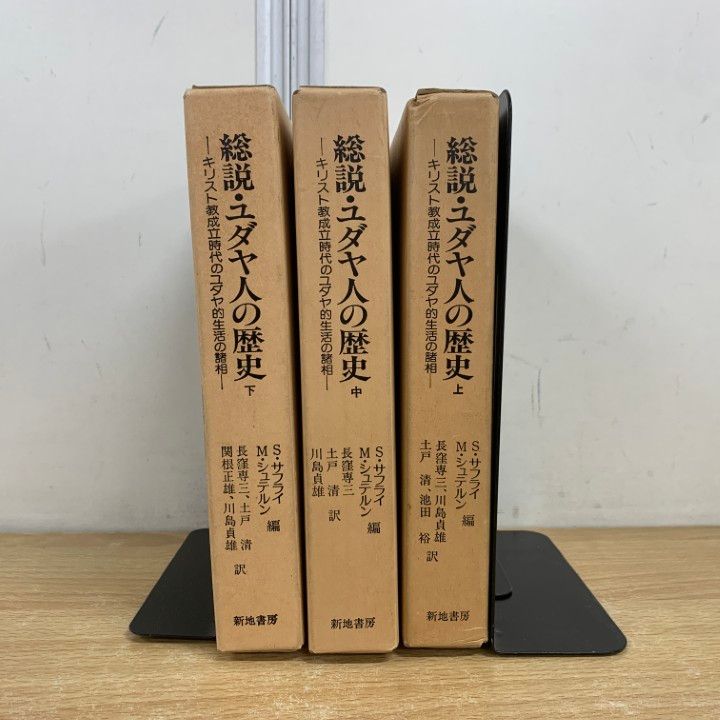 総説・ユダヤ人の歴史 上
―キリスト教成立時代のユダヤ的生活の諸相―
S・サフライ
M・シュテルン 編
長窪専三、川島貞雄
土戸 清、池田 裕 訳
新地書房
総説・ユダヤ人の歴史 中
―キリスト教成立時代のユダヤ的生活の諸相―
S・サフライ
M・シュテルン 編
長窪専三
土戸 清 訳
川島貞雄
新地書房
総説・ユダヤ人の歴史 下
―キリスト教成立時代のユダヤ的生活の諸相―
S・サフライ
M・シュテルン 編
長窪専三、土戸 清
関根正雄、川島貞雄 訳
新地書房